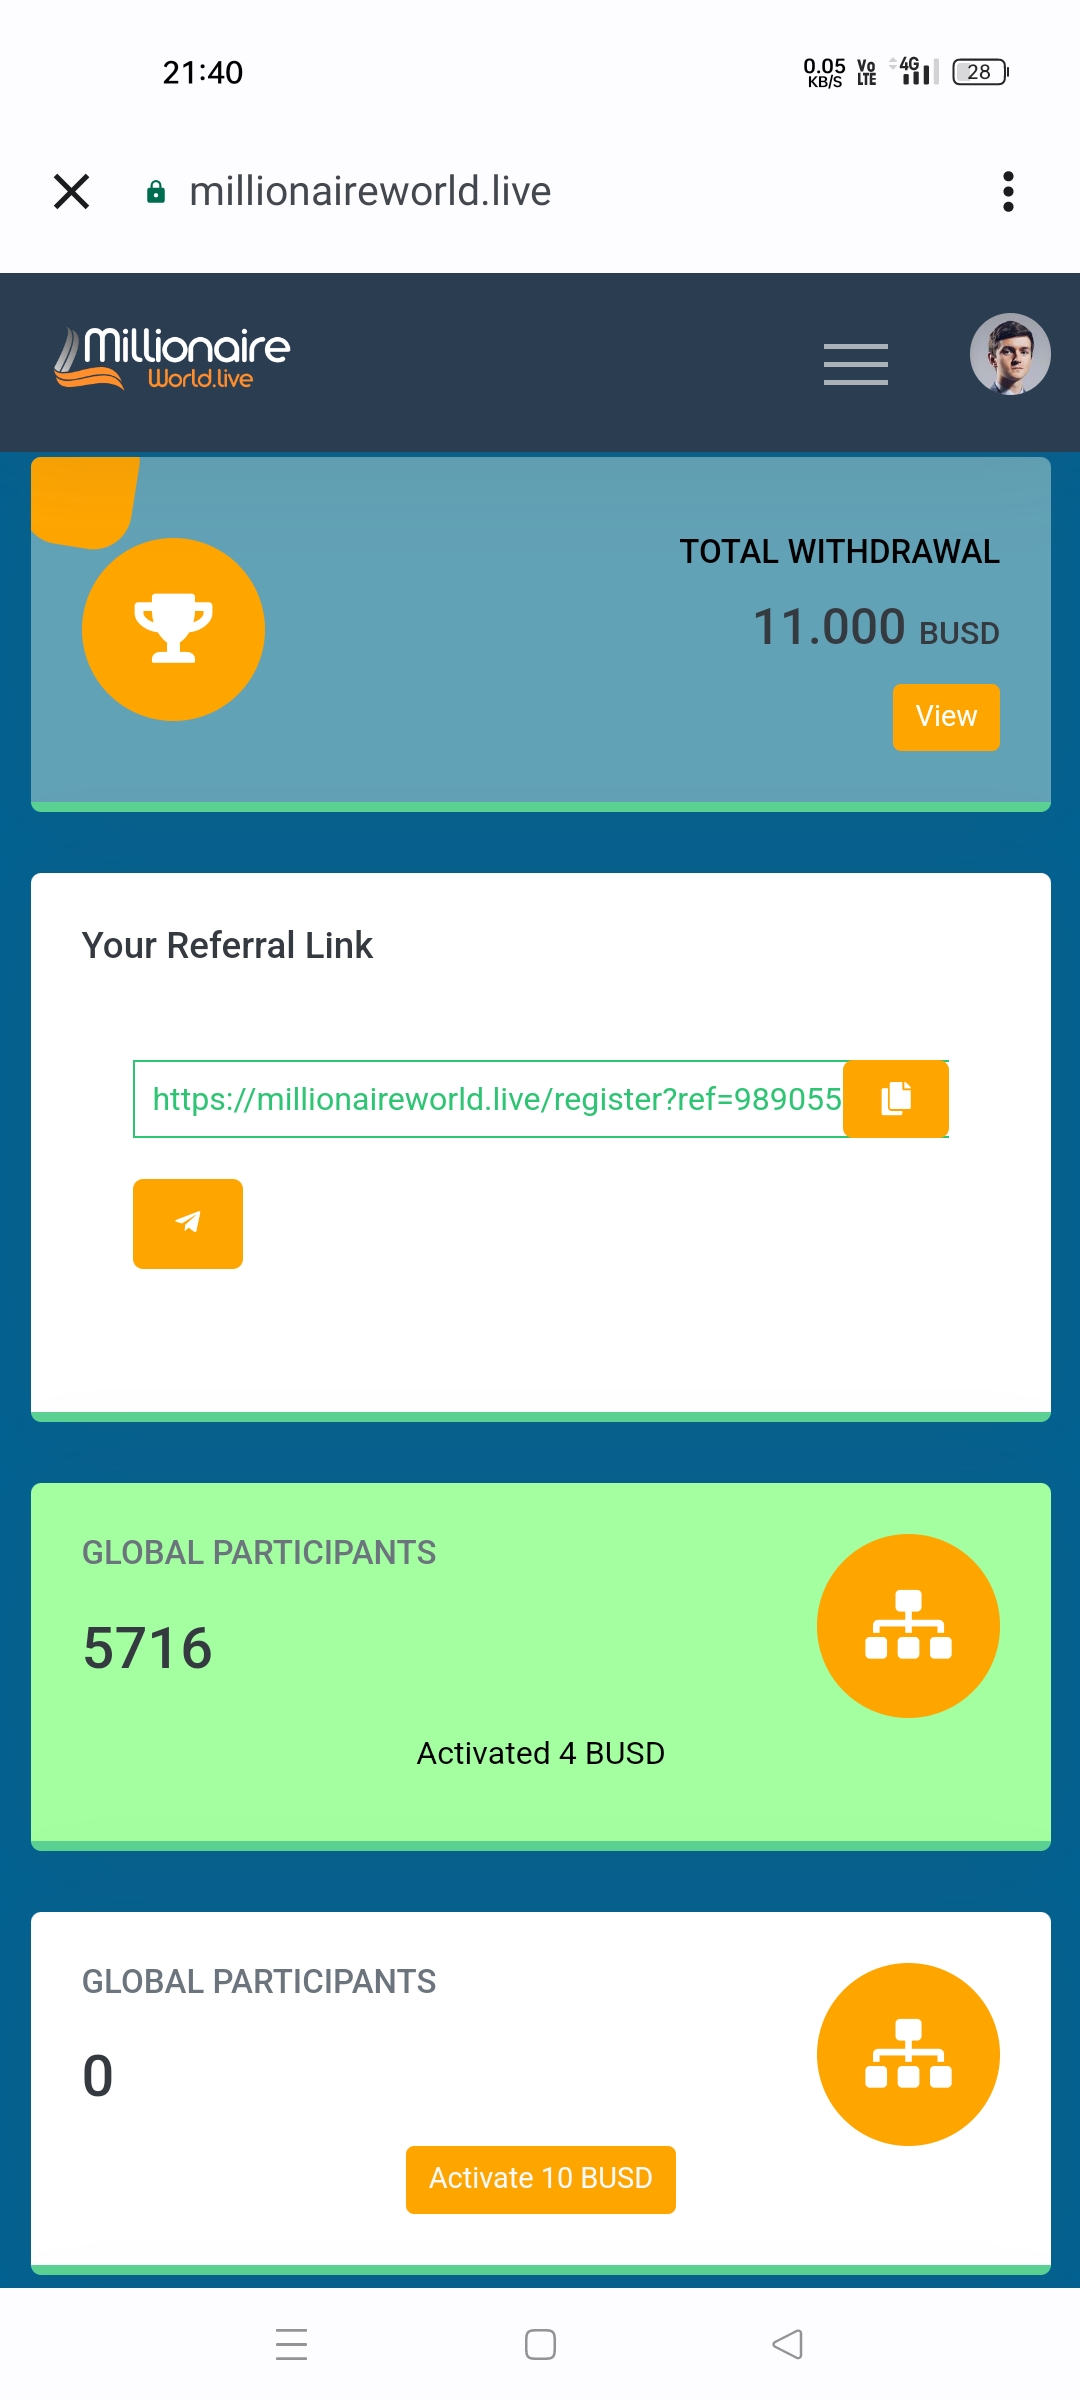 21:40
0.05 KB/S
Vo LTE
4G
28
millionaireworld.live
Millionaire
World.live
TOTAL WITHDRAWAL
11.000 BUSD
View
Your Referral Link
https://millionaireworld.live/register?ref=989055
GLOBAL PARTICIPANTS
5716
Activated 4 BUSD
GLOBAL PARTICIPANTS
0
Activate 10 BUSD